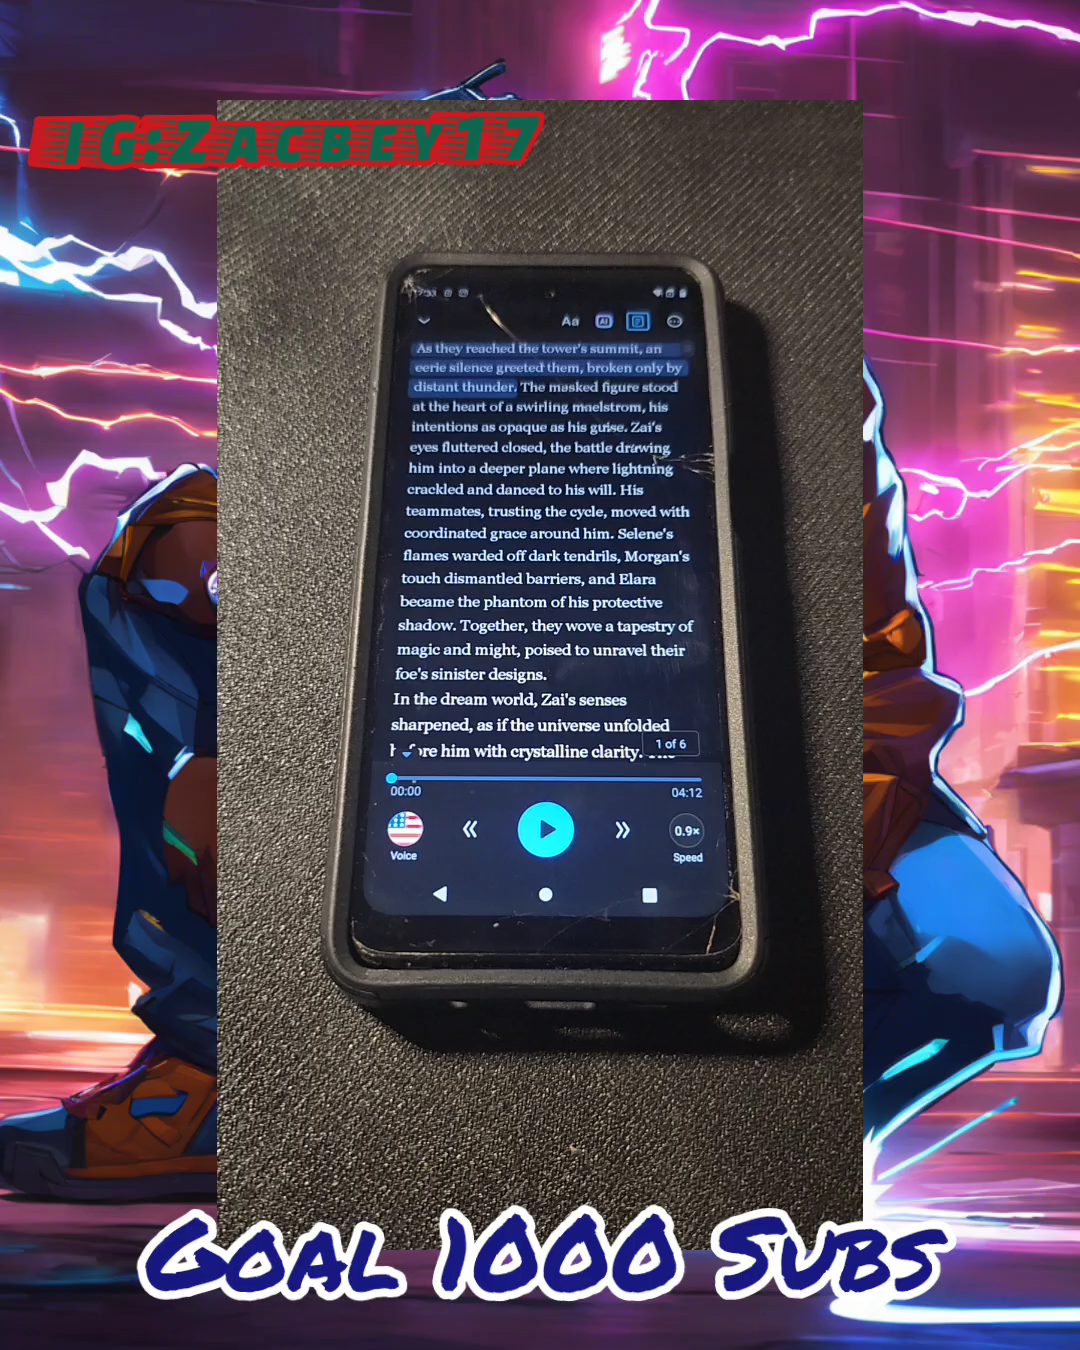 IG:Zacbey17
Aa
AI
As they reached the tower's summit, an
eerie silence greeted them, broken only by
distant thunder. The masked figure stood
at the heart of a swirling maelstrom, his
intentions as opaque as his guise. Zai's
eyes fluttered closed, the battle drawing
him into a deeper plane where lightning
crackled and danced to his will. His
teammates, trusting the cycle, moved with
coordinated grace around him. Selene's
flames warded off dark tendrils, Morgan's
touch dismantled barriers, and Elara
became the phantom of his protective
shadow. Together, they wove a tapestry of
magic and might, poised to unravel their
foe's sinister designs.
In the dream world, Zai's senses
sharpened, as if the universe unfolded
him with crystalline clarity.
1 of 6
00:00 04:12
0.9×
Voice Speed
Goal 1000 Subs